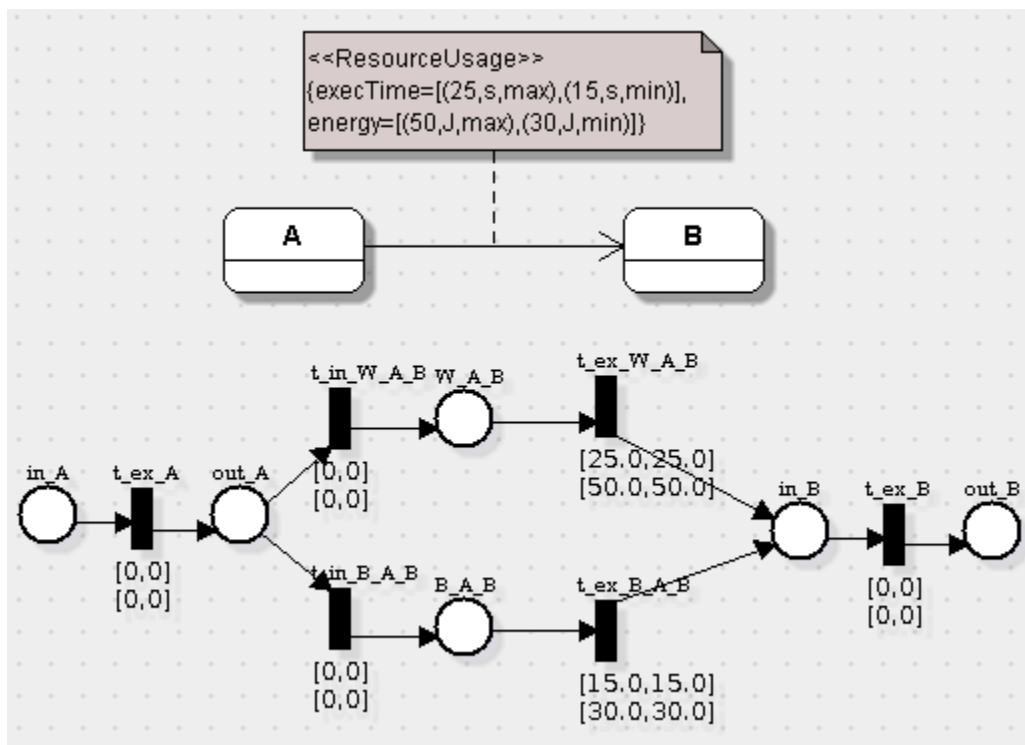 <<ResourceUsage>>
{execTime=[(25,s,max),(15,s,min)],
energy=[(50,J,max),(30,J,min)]}
A
B
t_in_W_A_B
W_A_B
t_ex_W_A_B
[0,0]
[0,0]
[25.0,25.0]
[50.0,50.0]
in_A
t_ex_A
out_A
in_B
t_ex_B
out_B
[0,0]
[0,0]
[0,0]
[0,0]
t_in_B_A_B
B_A_B
t_ex_B_A_B
[0,0]
[0,0]
[15.0,15.0]
[30.0,30.0]